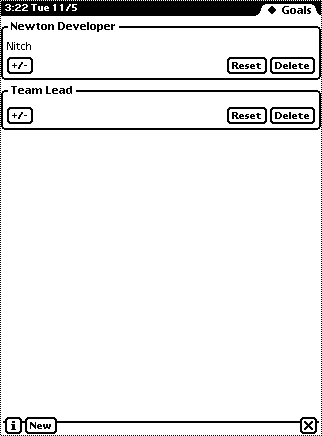 3:22 Tue 11/5
◆ Goals
Newton Developer
Nitch
+/- Reset Delete
Team Lead
+/- Reset Delete
i New X